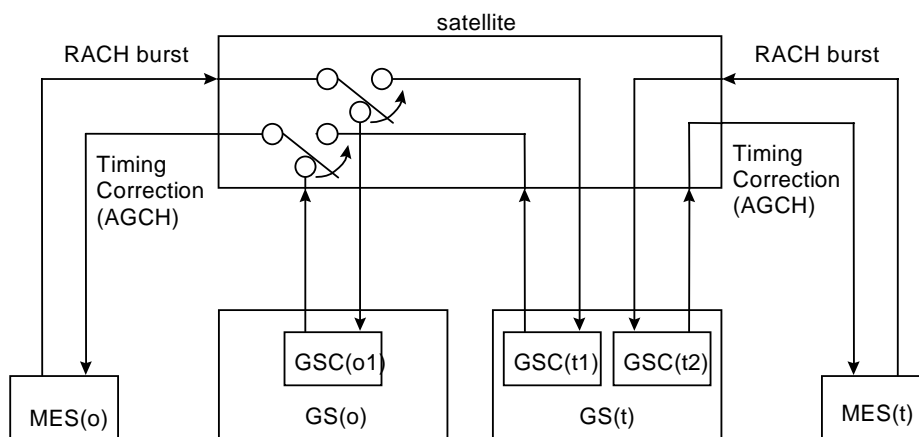 satellite
RACH burst
RACH burst
Timing
Correction
(AGCH)
Timing
Correction
(AGCH)
GSC(o1)
GSC(t1)
GSC(t2)
MES(o)
GS(o)
GS(t)
MES(t)